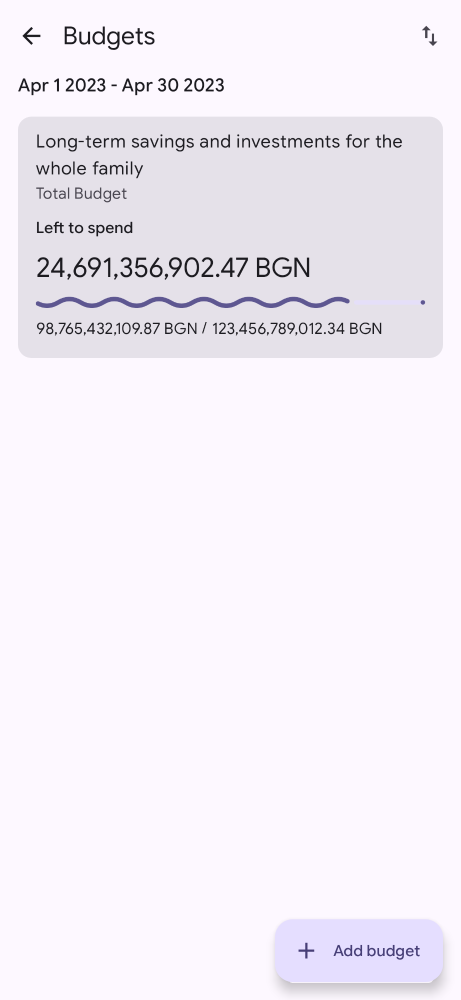 Budgets
Apr 1 2023 - Apr 30 2023
Long-term savings and investments for the
whole family
Total Budget
Left to spend
24,691,356,902.47 BGN
98,765,432,109.87 BGN / 123,456,789,012.34 BGN
Add budget